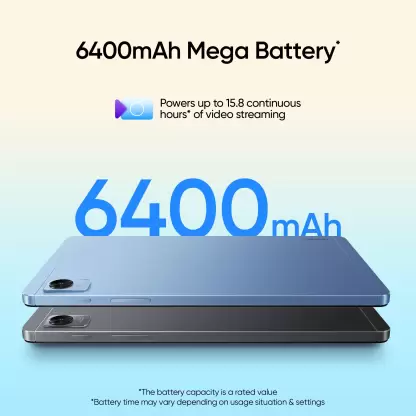 6400mAh Mega Battery*
Powers up to 15.8 continuous
hours* of video streaming
6400mAh
*The battery capacity is a rated value
*Battery time may vary depending on usage situation & settings